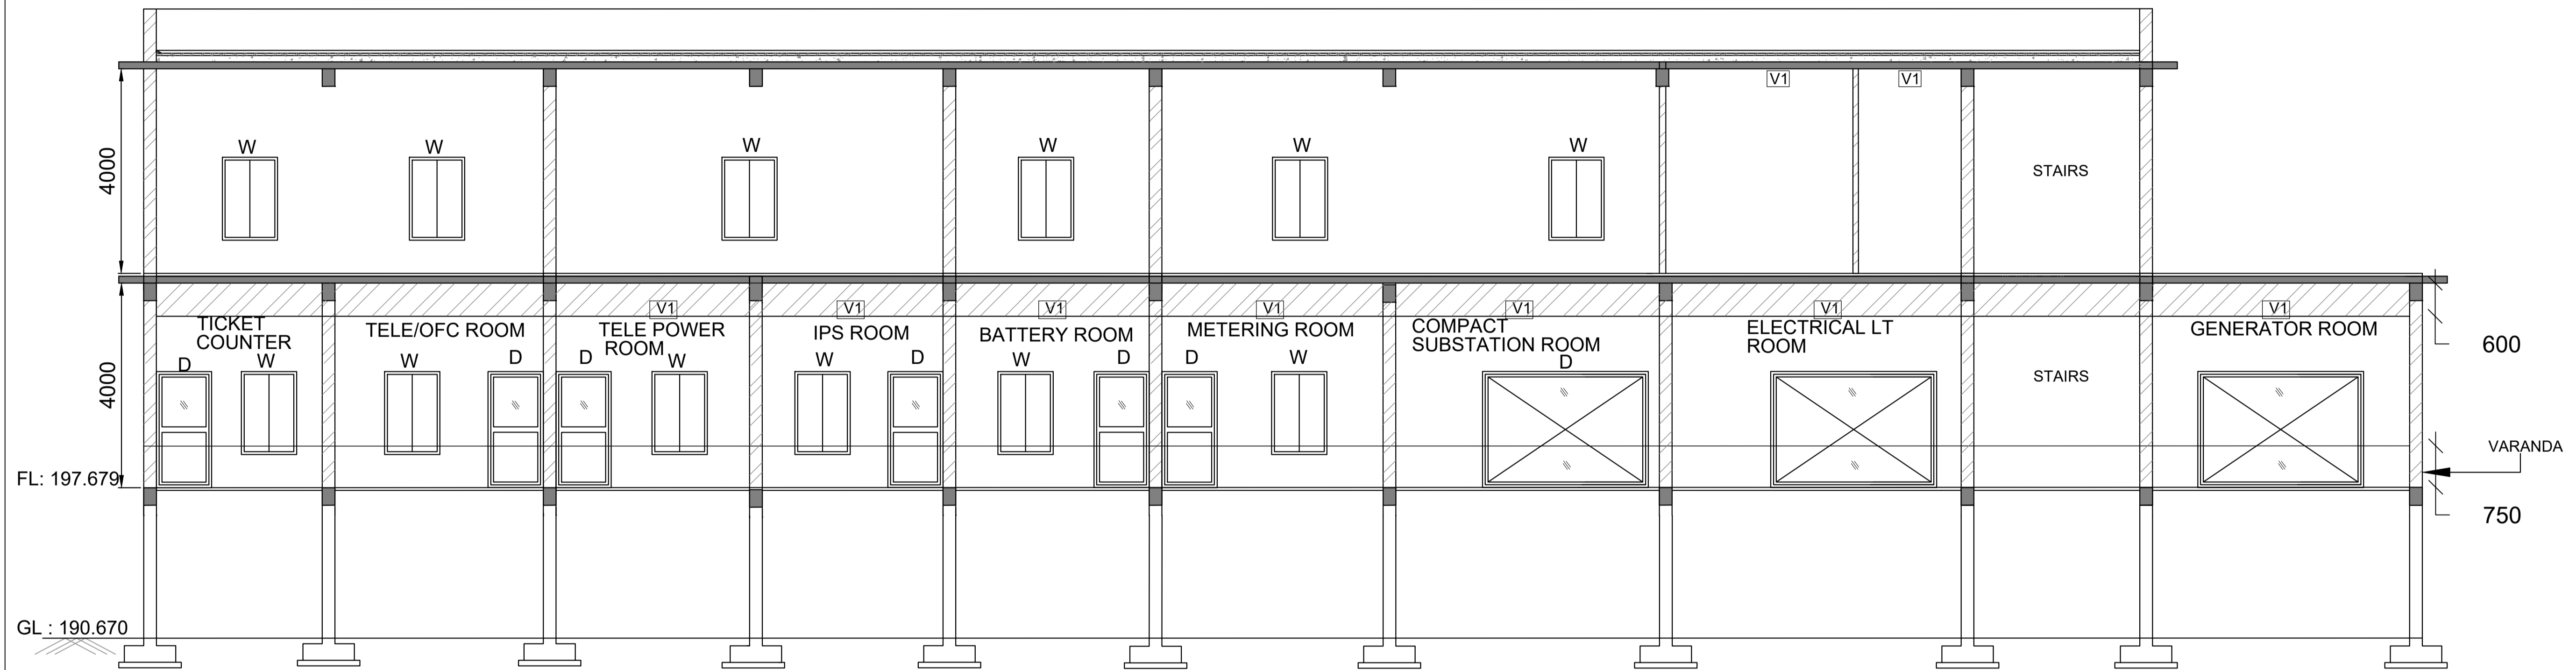 V1
V1
W
W
W
W
W
W
4000
STAIRS
V1
V1
V1
V1
V1
V1
V1
TICKET
COUNTER
TELE/OFC ROOM
TELE POWER
ROOM
IPS ROOM
BATTERY ROOM
METERING ROOM
COMPACT
SUBSTATION ROOM
ELECTRICAL LT
ROOM
GENERATOR ROOM
600
D
W
W
D
D
W
W
D
W
D
D
W
D
4000
STAIRS
VARANDA
FL: 197.679
750
GL : 190.670